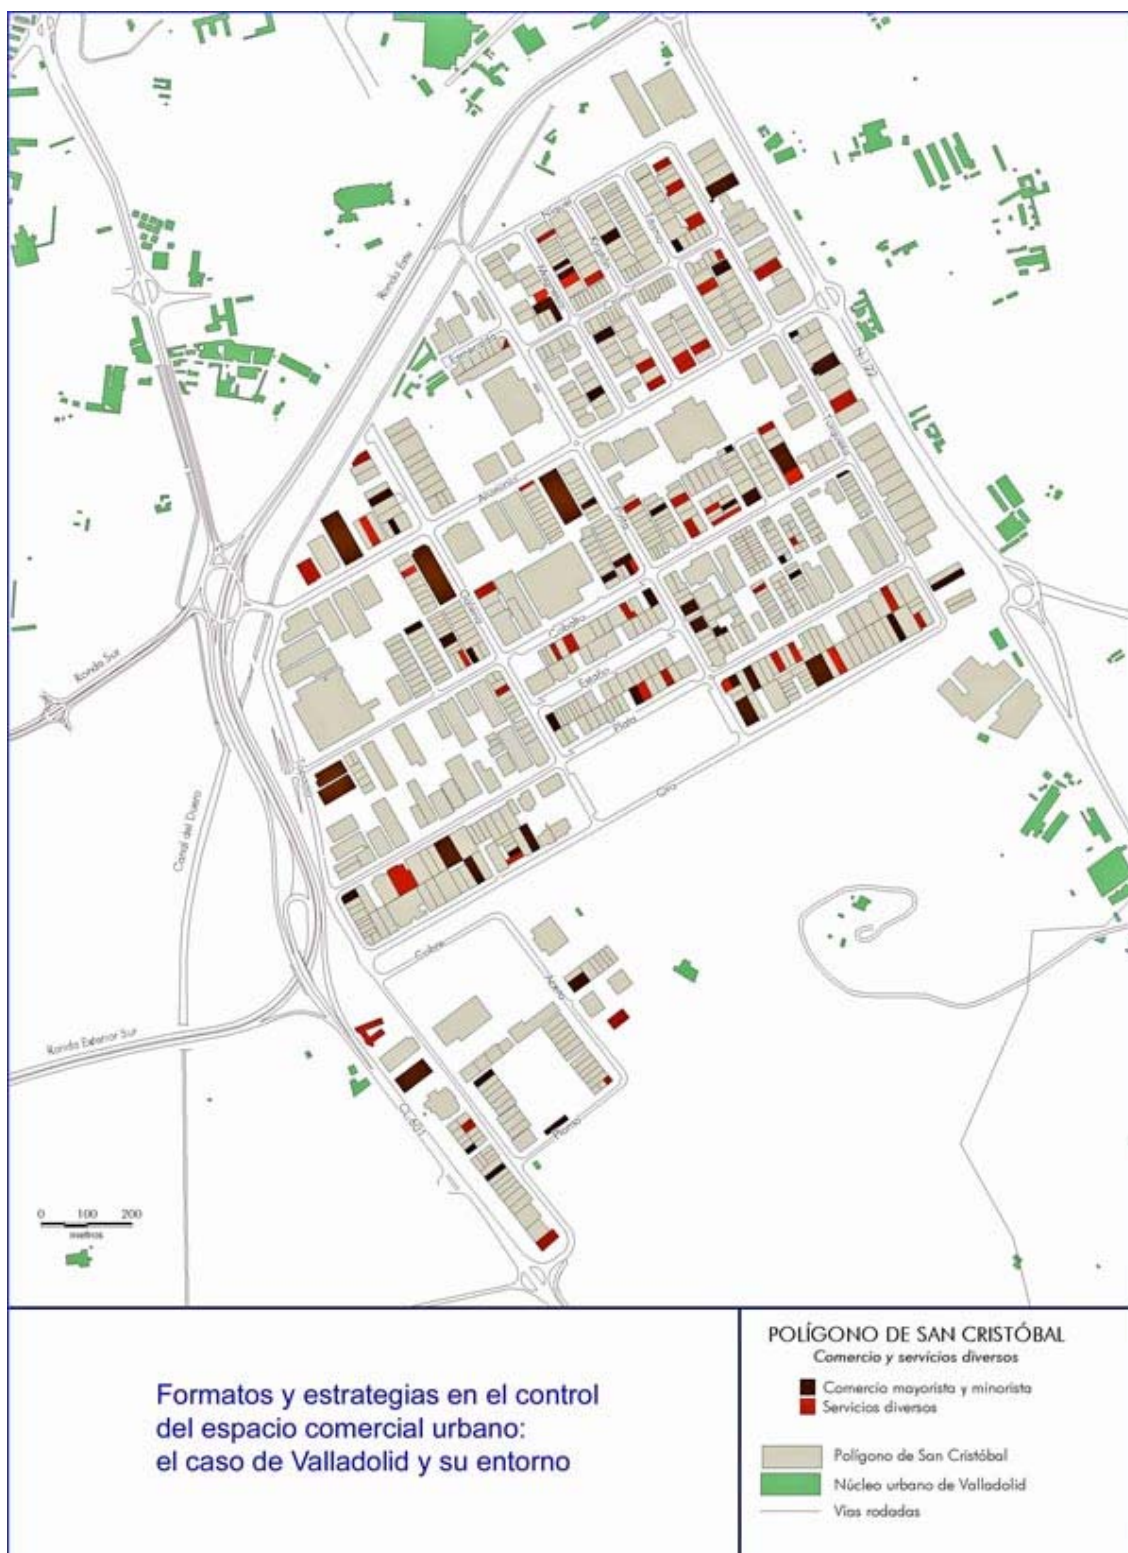 Ronda Este
N-122
Esmeralda
Aluminio
Turquesa
Galena
Cobalto
Estaño
Plata
Oro
Ronda Sur
Canal del Duero
Cobre
Acero
Ronda Exterior Sur
CL-601
Plomo
0 100 200
metros
Formatos y estrategias en el control
del espacio comercial urbano:
el caso de Valladolid y su entorno
POLÍGONO DE SAN CRISTÓBAL
Comercio y servicios diversos
Comercio mayorista y minorista
Servicios diversos
Polígono de San Cristóbal
Núcleo urbano de Valladolid
Vías rodadas